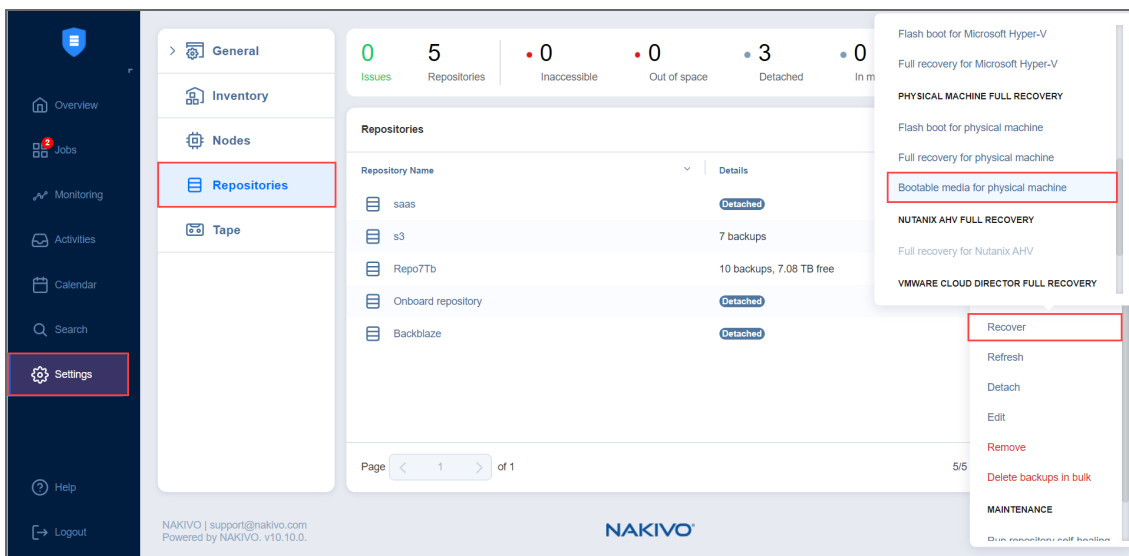 Overview
2
Jobs
Monitoring
Activities
Calendar
Search
Settings
Help
Logout
General
Inventory
Nodes
Repositories
Tape
0
Issues
5
Repositories
0
Inaccessible
0
Out of space
3
Detached
0
In m
Repositories
Repository Name
Details
saas
Detached
s3
7 backups
Repo7Tb
10 backups, 7.08 TB free
Onboard repository
Detached
Backblaze
Detached
Page
1
of 1
5/5
Flash boot for Microsoft Hyper-V
Full recovery for Microsoft Hyper-V
PHYSICAL MACHINE FULL RECOVERY
Flash boot for physical machine
Full recovery for physical machine
Bootable media for physical machine
NUTANIX AHV FULL RECOVERY
Full recovery for Nutanix AHV
VMWARE CLOUD DIRECTOR FULL RECOVERY
Recover
Refresh
Detach
Edit
Remove
Delete backups in bulk
MAINTENANCE
Run repository self-healing
NAKIVO | support@nakivo.com
Powered by NAKIVO. v10.10.0.
NAKIVO®